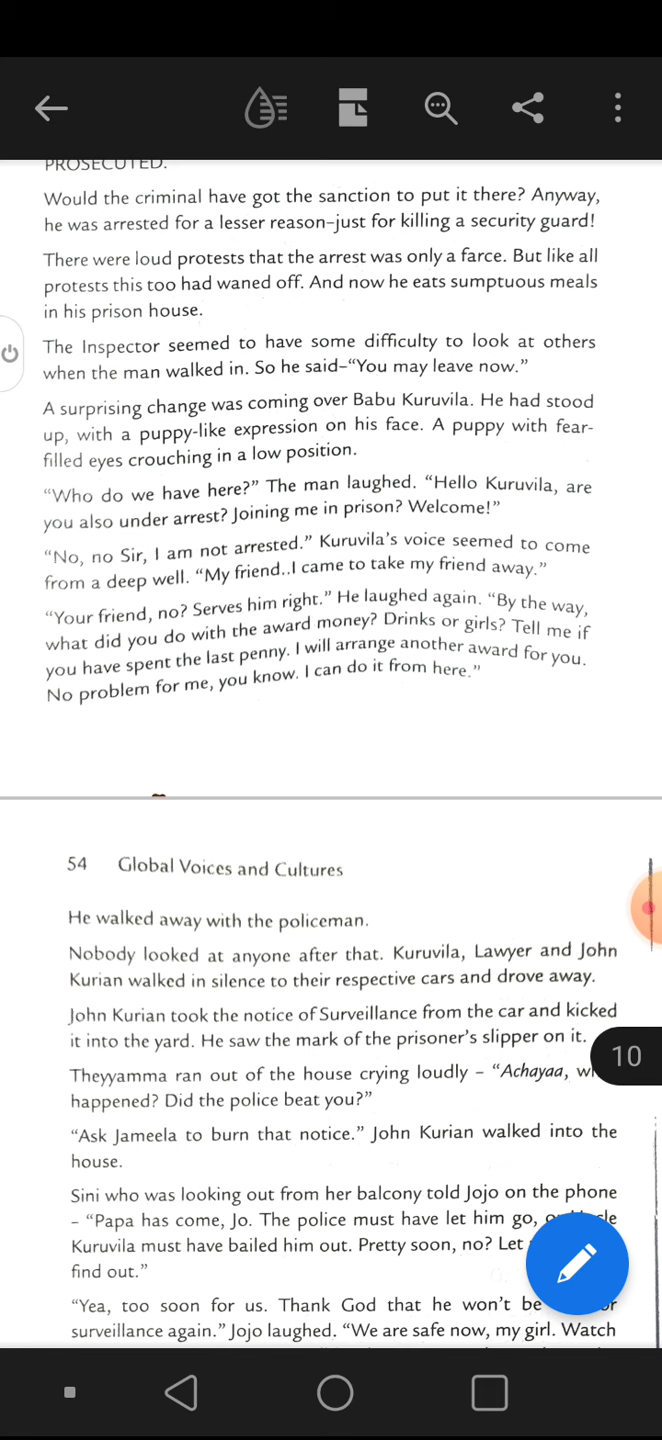 PROSECUTED.
Would the criminal have got the sanction to put it there? Anyway,
he was arrested for a lesser reason–just for killing a security guard!
There were loud protests that the arrest was only a farce. But like all
protests this too had waned off. And now he eats sumptuous meals
in his prison house.
The Inspector seemed to have some difficulty to look at others
when the man walked in. So he said–“You may leave now.”
A surprising change was coming over Babu Kuruvila. He had stood
up, with a puppy-like expression on his face. A puppy with fear-
filled eyes crouching in a low position.
“Who do we have here?” The man laughed. “Hello Kuruvila, are
you also under arrest? Joining me in prison? Welcome!”
“No, no Sir, I am not arrested.” Kuruvila’s voice seemed to come
from a deep well. “My friend..I came to take my friend away.”
“Your friend, no? Serves him right.” He laughed again. “By the way,
what did you do with the award money? Drinks or girls? Tell me if
you have spent the last penny. I will arrange another award for you.
No problem for me, you know. I can do it from here.”
54 Global Voices and Cultures
He walked away with the policeman.
Nobody looked at anyone after that. Kuruvila, Lawyer and John
Kurian walked in silence to their respective cars and drove away.
John Kurian took the notice of Surveillance from the car and kicked
it into the yard. He saw the mark of the prisoner’s slipper on it.
10
Theyyamma ran out of the house crying loudly – “Achayaa,
happened? Did the police beat you?”
“Ask Jameela to burn that notice.” John Kurian walked into the
house.
Sini who was looking out from her balcony told Jojo on the phone
– “Papa has come, Jo. The police must have let him go,
Kuruvila must have bailed him out. Pretty soon, no? Let
find out.”
“Yea, too soon for us. Thank God that he won’t be
surveillance again.” Jojo laughed. “We are safe now, my girl. Watch